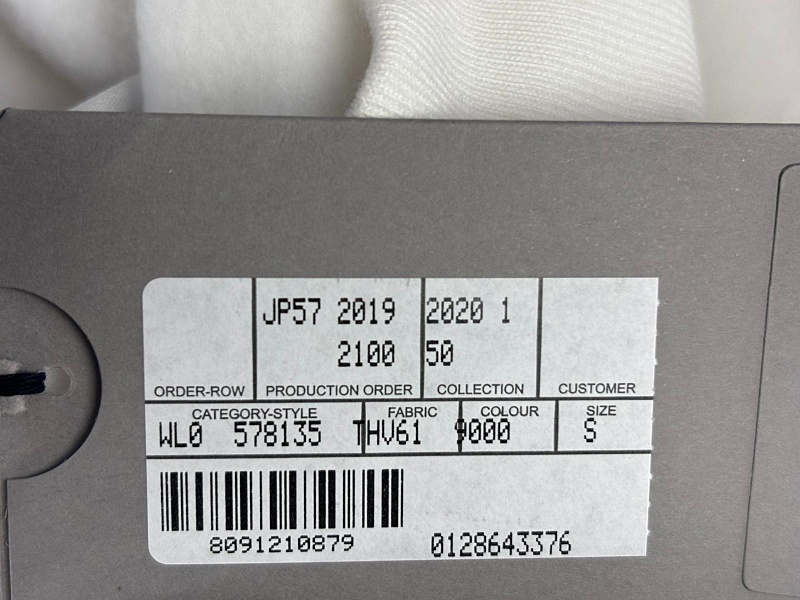 JP57 2019 2020 1
2100 50
ORDER-ROW PRODUCTION ORDER COLLECTION CUSTOMER
CATEGORY-STYLE FABRIC COLOUR SIZE
WL0 578135 THV61 9000 S
8091210879 0128643376